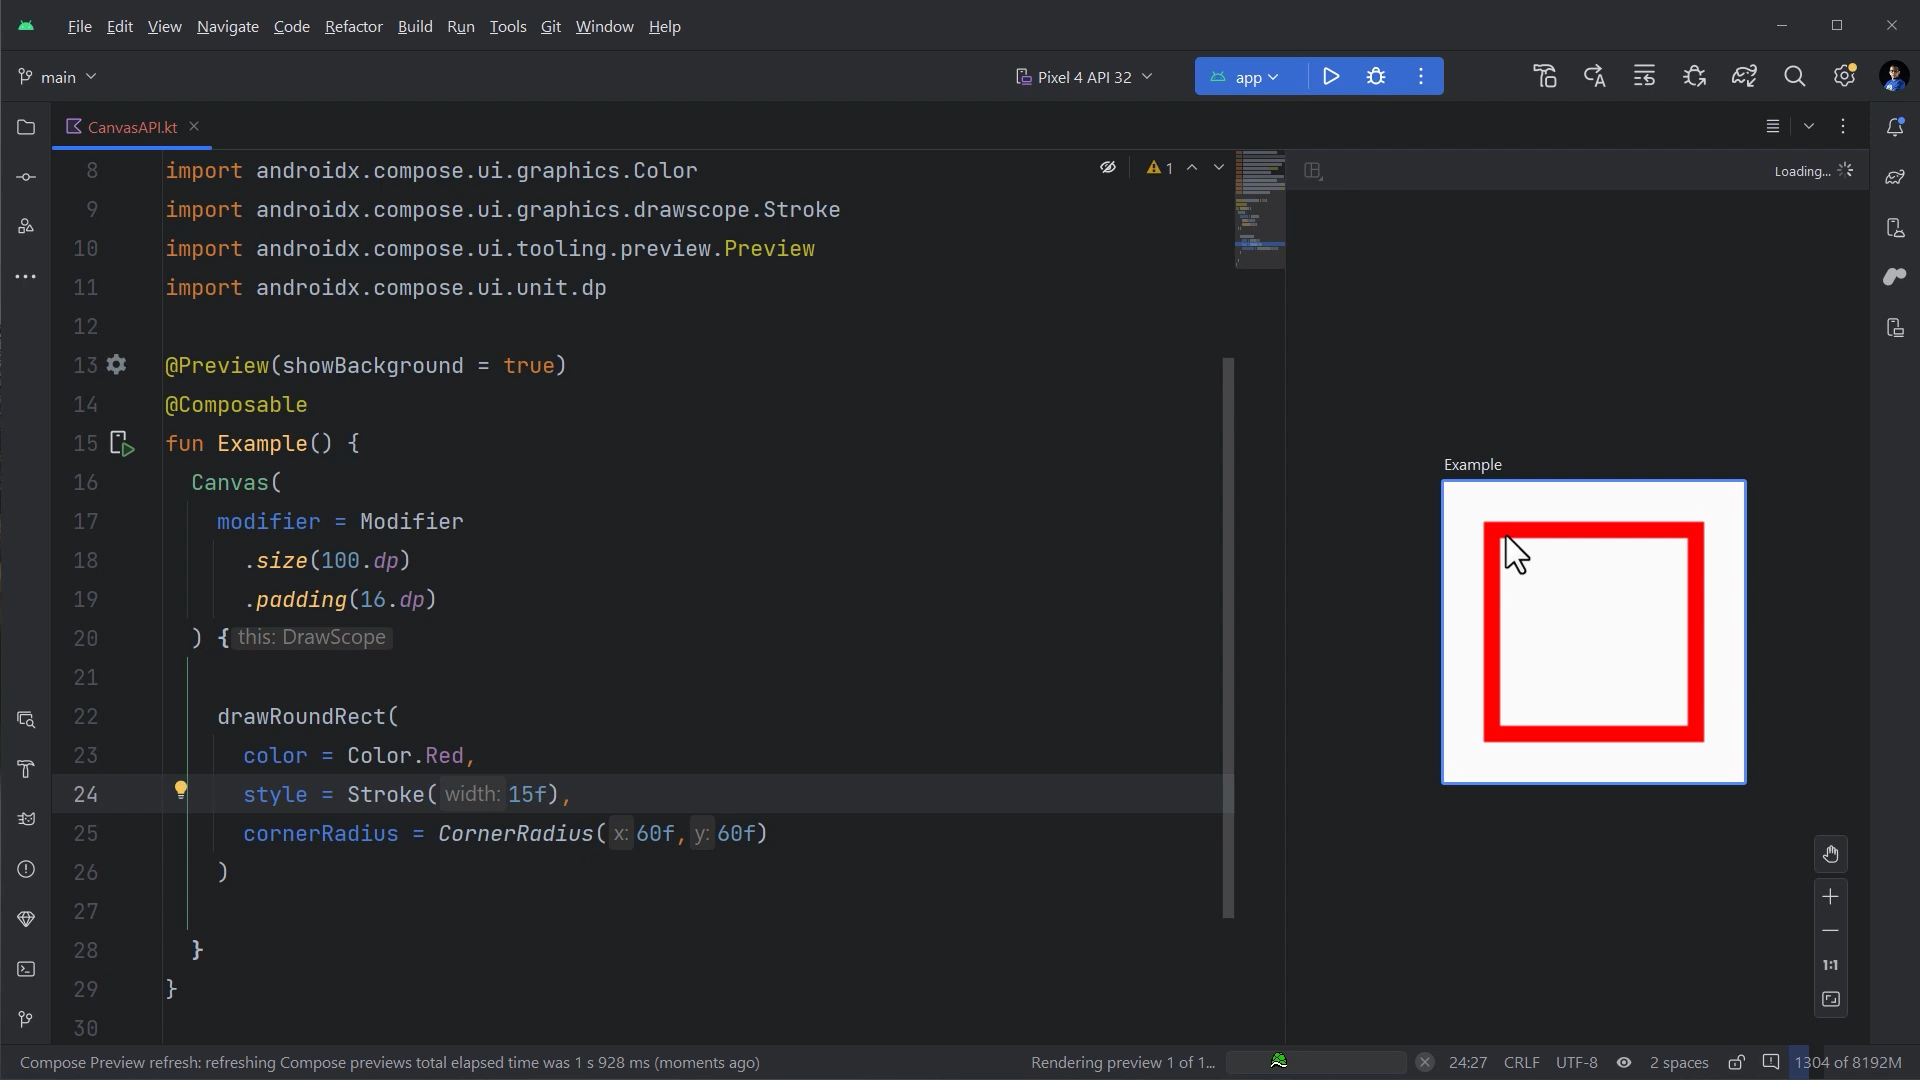 File Edit View Navigate Code Refactor Build Run Tools Git Window Help
main Pixel 4 API 32 app
CanvasAPI.kt
8 import androidx.compose.ui.graphics.Color 1 Loading...
9 import androidx.compose.ui.graphics.drawscope.Stroke
10 import androidx.compose.ui.tooling.preview.Preview
11 import androidx.compose.ui.unit.dp
12
13 @Preview(showBackground = true)
14 @Composable
15 fun Example() {
Example
16 Canvas(
17 modifier = Modifier
18 .size(100.dp)
19 .padding(16.dp)
20 ) { this: DrawScope
21
22 drawRoundRect(
23 color = Color.Red,
24 style = Stroke( width: 15f),
25 cornerRadius = CornerRadius( x: 60f, y: 60f)
26 )
27
28 }
1:1
29 }
30
Compose Preview refresh: refreshing Compose previews total elapsed time was 1 s 928 ms (moments ago) Rendering preview 1 of 1... 24:27 CRLF UTF-8 2 spaces 1304 of 8192M